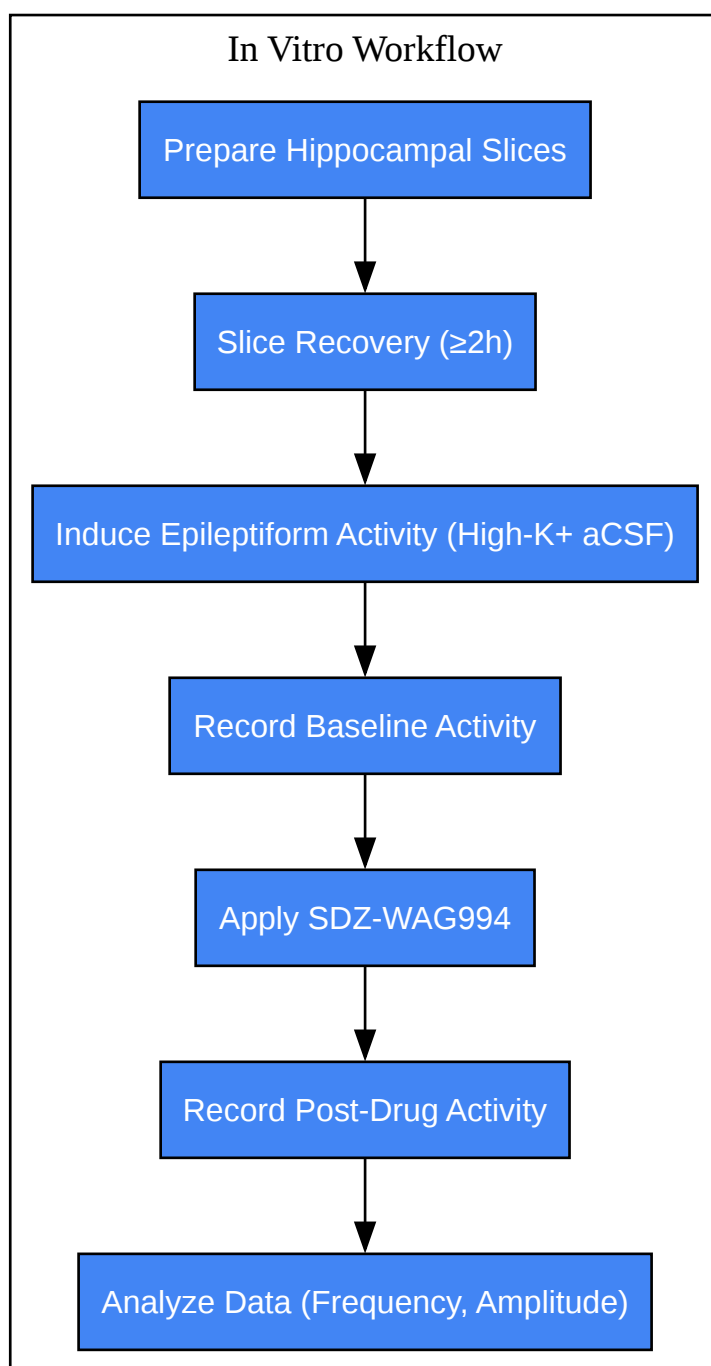 In Vitro Workflow
Prepare Hippocampal Slices
Slice Recovery (≥2h)
Induce Epileptiform Activity (High-K+ aCSF)
Record Baseline Activity
Apply SDZ-WAG994
Record Post-Drug Activity
Analyze Data (Frequency, Amplitude)